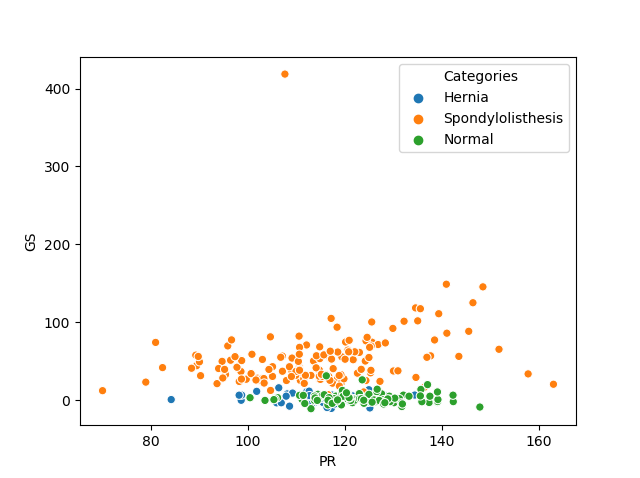 Categories
Hernia
Spondylolisthesis
Normal
400
300
200
100
0
GS
80 100 120 140 160
PR